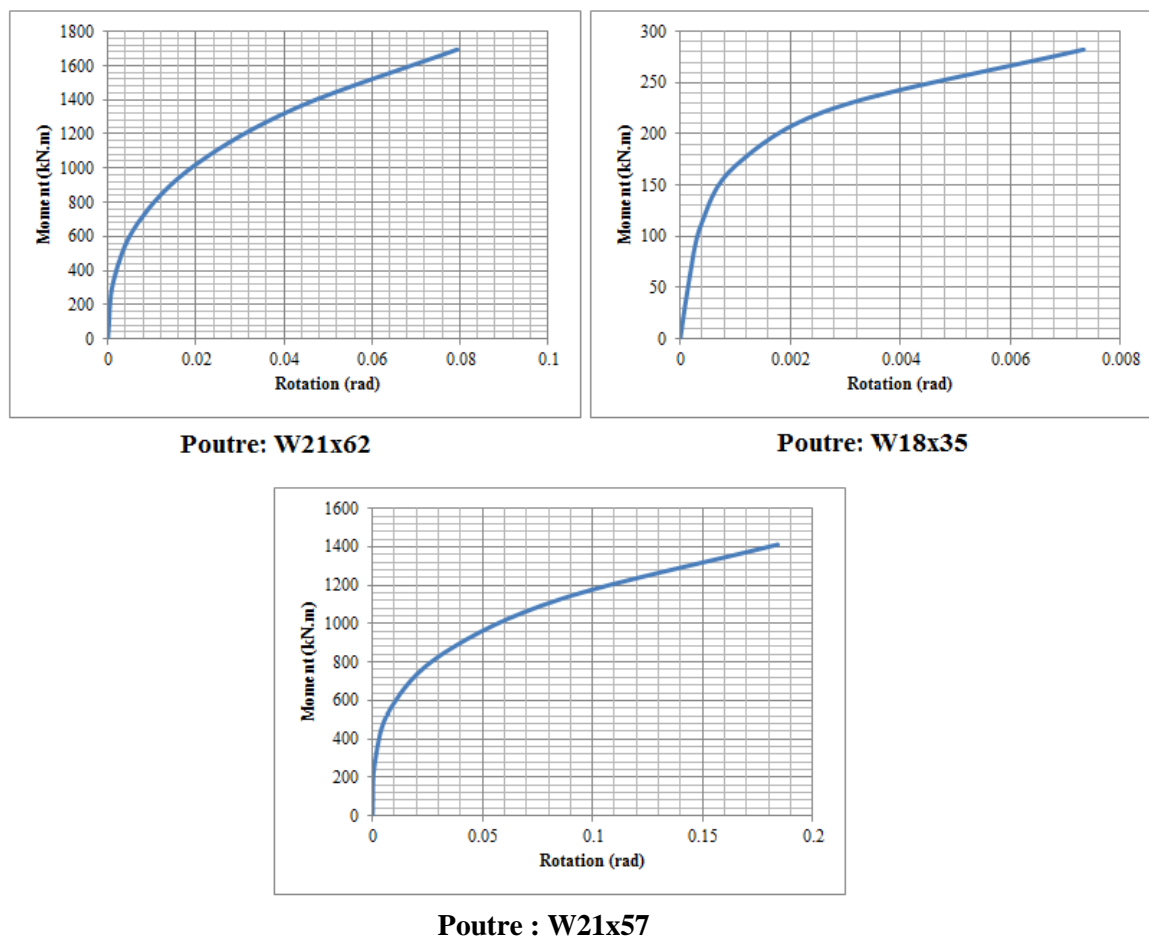 Moment (kN.m)
1800
1600
1400
1200
1000
800
600
400
200
0
0 0.02 0.04 0.06 0.08 0.1
Rotation (rad)
Poutre: W21x62
Moment (kN.m)
300
250
200
150
100
50
0
0 0.002 0.004 0.006 0.008
Rotation (rad)
Poutre: W18x35
Moment (kN.m)
1600
1400
1200
1000
800
600
400
200
0
0 0.05 0.1 0.15 0.2
Rotation (rad)
Poutre : W21x57